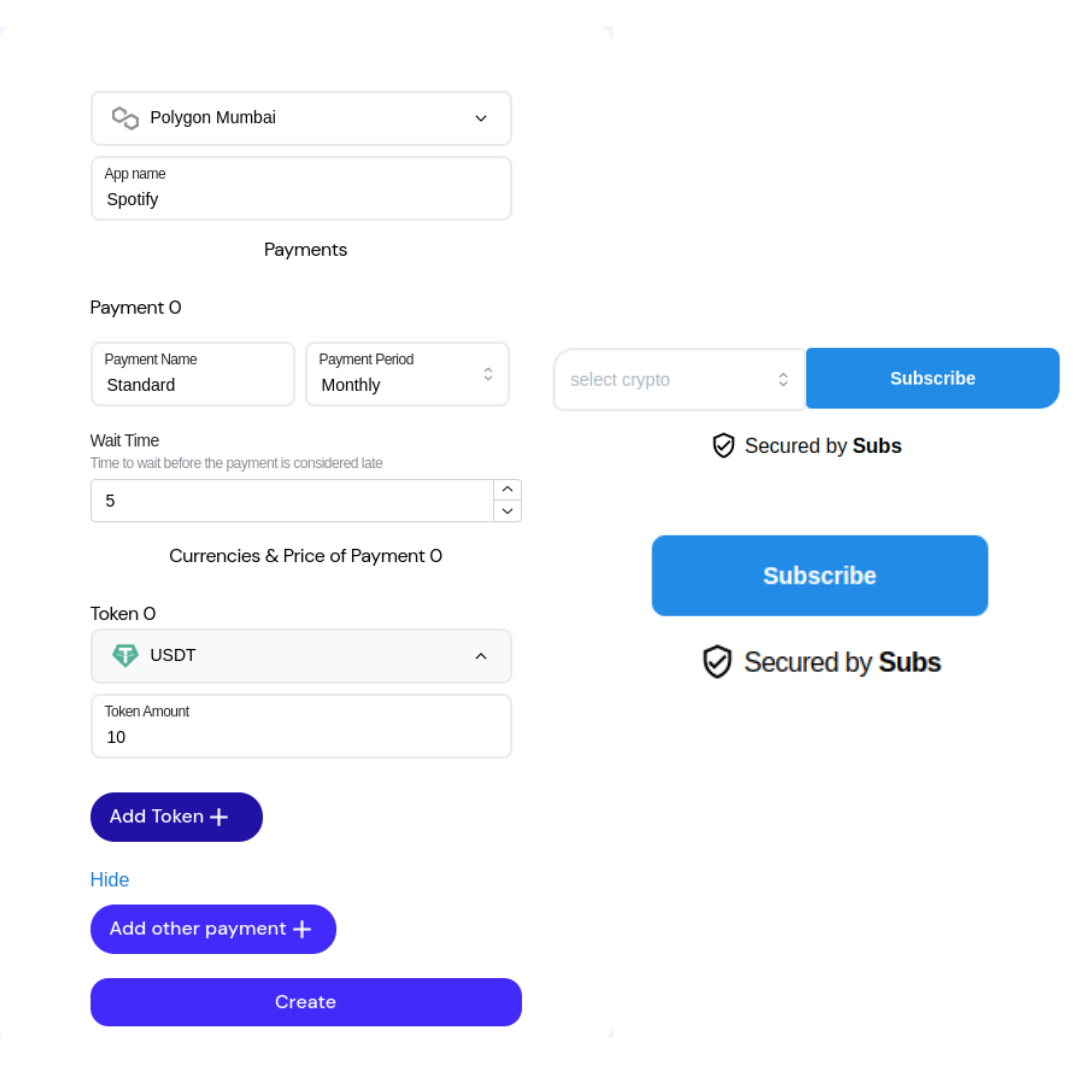 Polygon Mumbai
App name
Spotify
Payments
Payment 0
Payment Name
Standard
Payment Period
Monthly
Wait Time
Time to wait before the payment is considered late
5
Currencies & Price of Payment 0
Token 0
USDT
Token Amount
10
Add Token +
Hide
Add other payment +
Create
select crypto
Subscribe
Secured by Subs
Subscribe
Secured by Subs